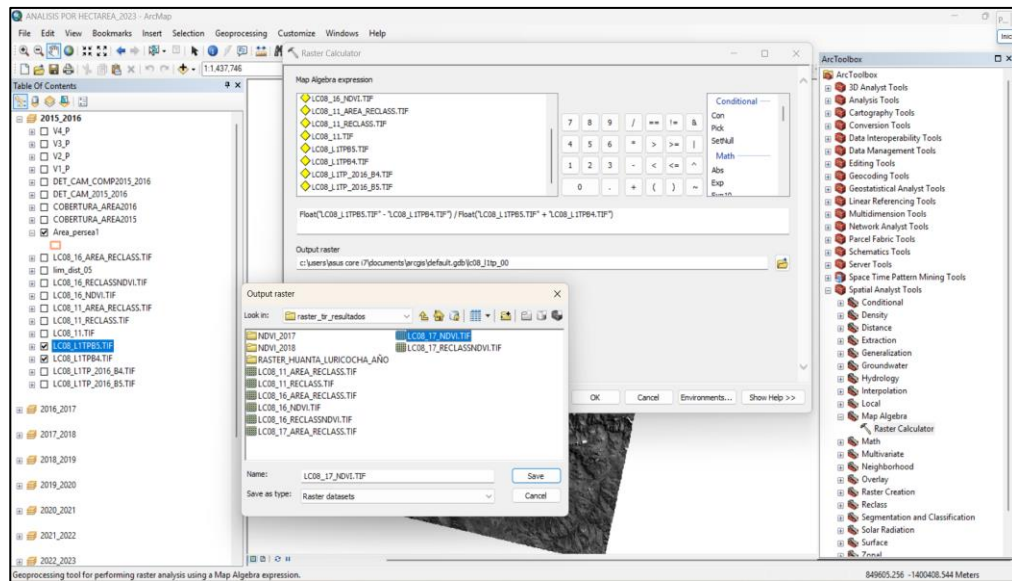 ANALISIS POR HECTAREA_2023 - ArcMap
File Edit View Bookmarks Insert Selection Geoprocessing Customize Windows Help
1:1,437,746
Table Of Contents
2015_2016
V4_P
V3_P
V2_P
V1_P
DET_CAM_COMP2015_2016
DET_CAM_2015_2016
COBERTURA_AREA2016
COBERTURA_AREA2015
Area_persea1
LC08_16_AREA_RECLASS.TIF
lim_dist_05
LC08_16_RECLASSNDVI.TIF
LC08_16_NDVI.TIF
LC08_11_AREA_RECLASS.TIF
LC08_11_RECLASS.TIF
LC08_11.TIF
LC08_L1TPB5.TIF
LC08_L1TPB4.TIF
LC08_L1TP_2016_B4.TIF
LC08_L1TP_2016_B5.TIF
2016_2017
2017_2018
2018_2019
2019_2020
2020_2021
2021_2022
2022_2023
Raster Calculator
Map Algebra expression
LC08_16_NDVI.TIF
LC08_11_AREA_RECLASS.TIF
LC08_11_RECLASS.TIF
LC08_11.TIF
LC08_L1TPB5.TIF
LC08_L1TPB4.TIF
LC08_L1TP_2016_B4.TIF
LC08_L1TP_2016_B5.TIF
7 8 9 / == != &
4 5 6 * > >= |
1 2 3 - < <= ^
0 . + ( ) ~
Conditional
Con
Pick
SetNull
Math
Abs
Exp
Exp10
Float("LC08_L1TPB5.TIF" - "LC08_L1TPB4.TIF") / Float("LC08_L1TPB5.TIF" + "LC08_L1TPB4.TIF")
Output raster
c:\users\asus core i7\documents\arcgis\default.gdb\lc08_l1tp_00
OK Cancel Environments... Show Help >>
Output raster
Look in: raster_tir_resultados
NDVI_2017
NDVI_2018
RASTER_HUANTA_LURICOCHA_AÑO
LC08_11_AREA_RECLASS.TIF
LC08_11_RECLASS.TIF
LC08_16_AREA_RECLASS.TIF
LC08_16_NDVI.TIF
LC08_16_RECLASSNDVI.TIF
LC08_17_AREA_RECLASS.TIF
LC08_17_NDVI.TIF
LC08_17_RECLASSNDVI.TIF
Name: LC08_17_NDVI.TIF Save
Save as type: Raster datasets Cancel
ArcToolbox
ArcToolbox
3D Analyst Tools
Analysis Tools
Cartography Tools
Conversion Tools
Data Interoperability Tools
Data Management Tools
Editing Tools
Geocoding Tools
Geostatistical Analyst Tools
Linear Referencing Tools
Multidimension Tools
Network Analyst Tools
Parcel Fabric Tools
Schematics Tools
Server Tools
Space Time Pattern Mining Tools
Spatial Analyst Tools
Conditional
Density
Distance
Extraction
Generalization
Groundwater
Hydrology
Interpolation
Local
Map Algebra
Raster Calculator
Math
Multivariate
Neighborhood
Overlay
Raster Creation
Reclass
Segmentation and Classification
Solar Radiation
Surface
Zonal
P...
Inic
Geoprocessing tool for performing raster analysis using a Map Algebra expression.
849605.256 -1400408.544 Meters